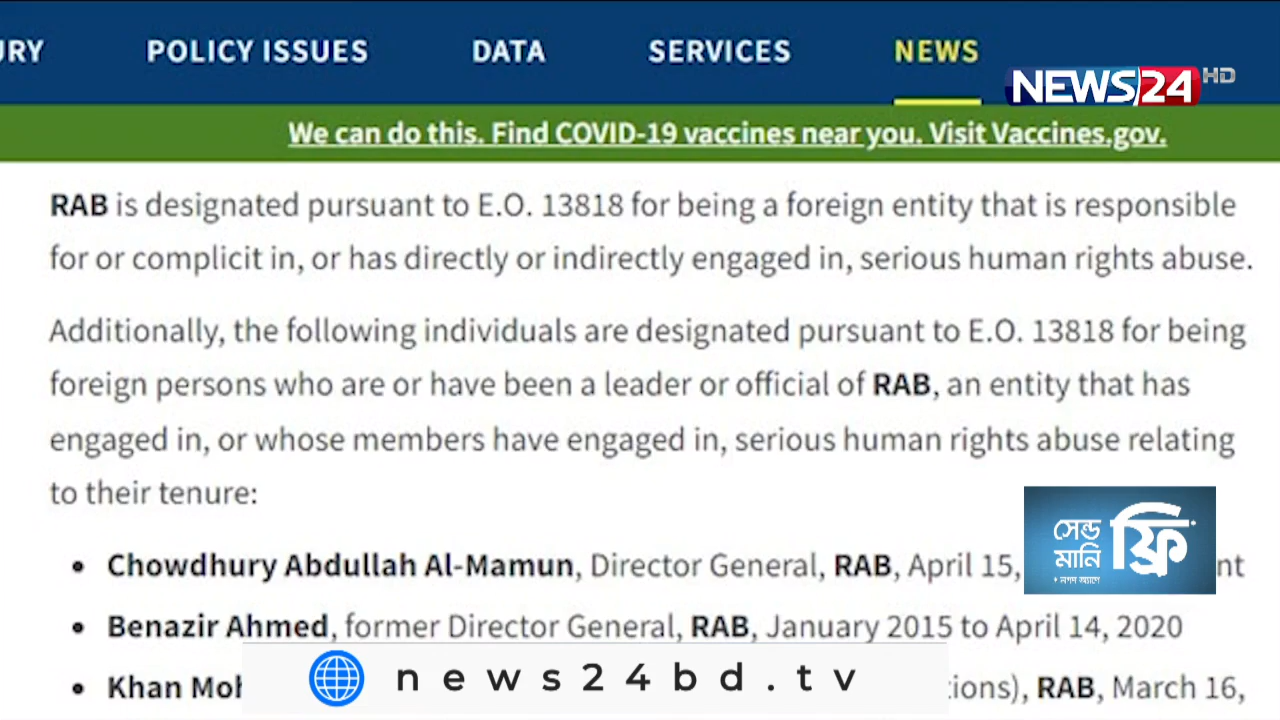 URY POLICY ISSUES DATA SERVICES NEWS
NEWS24 HD
We can do this. Find COVID-19 vaccines near you. Visit Vaccines.gov.
RAB is designated pursuant to E.O. 13818 for being a foreign entity that is responsible
for or complicit in, or has directly or indirectly engaged in, serious human rights abuse.
Additionally, the following individuals are designated pursuant to E.O. 13818 for being
foreign persons who are or have been a leader or official of RAB, an entity that has
engaged in, or whose members have engaged in, serious human rights abuse relating
to their tenure:
সেন্ড
মানি
ফ্রি
নগদ অ্যাপে
• Chowdhury Abdullah Al-Mamun, Director General, RAB, April 15, nt
• Benazir Ahmed, former Director General, RAB, January 2015 to April 14, 2020
• Khan Moh ions), RAB, March 16,
news24bd.tv